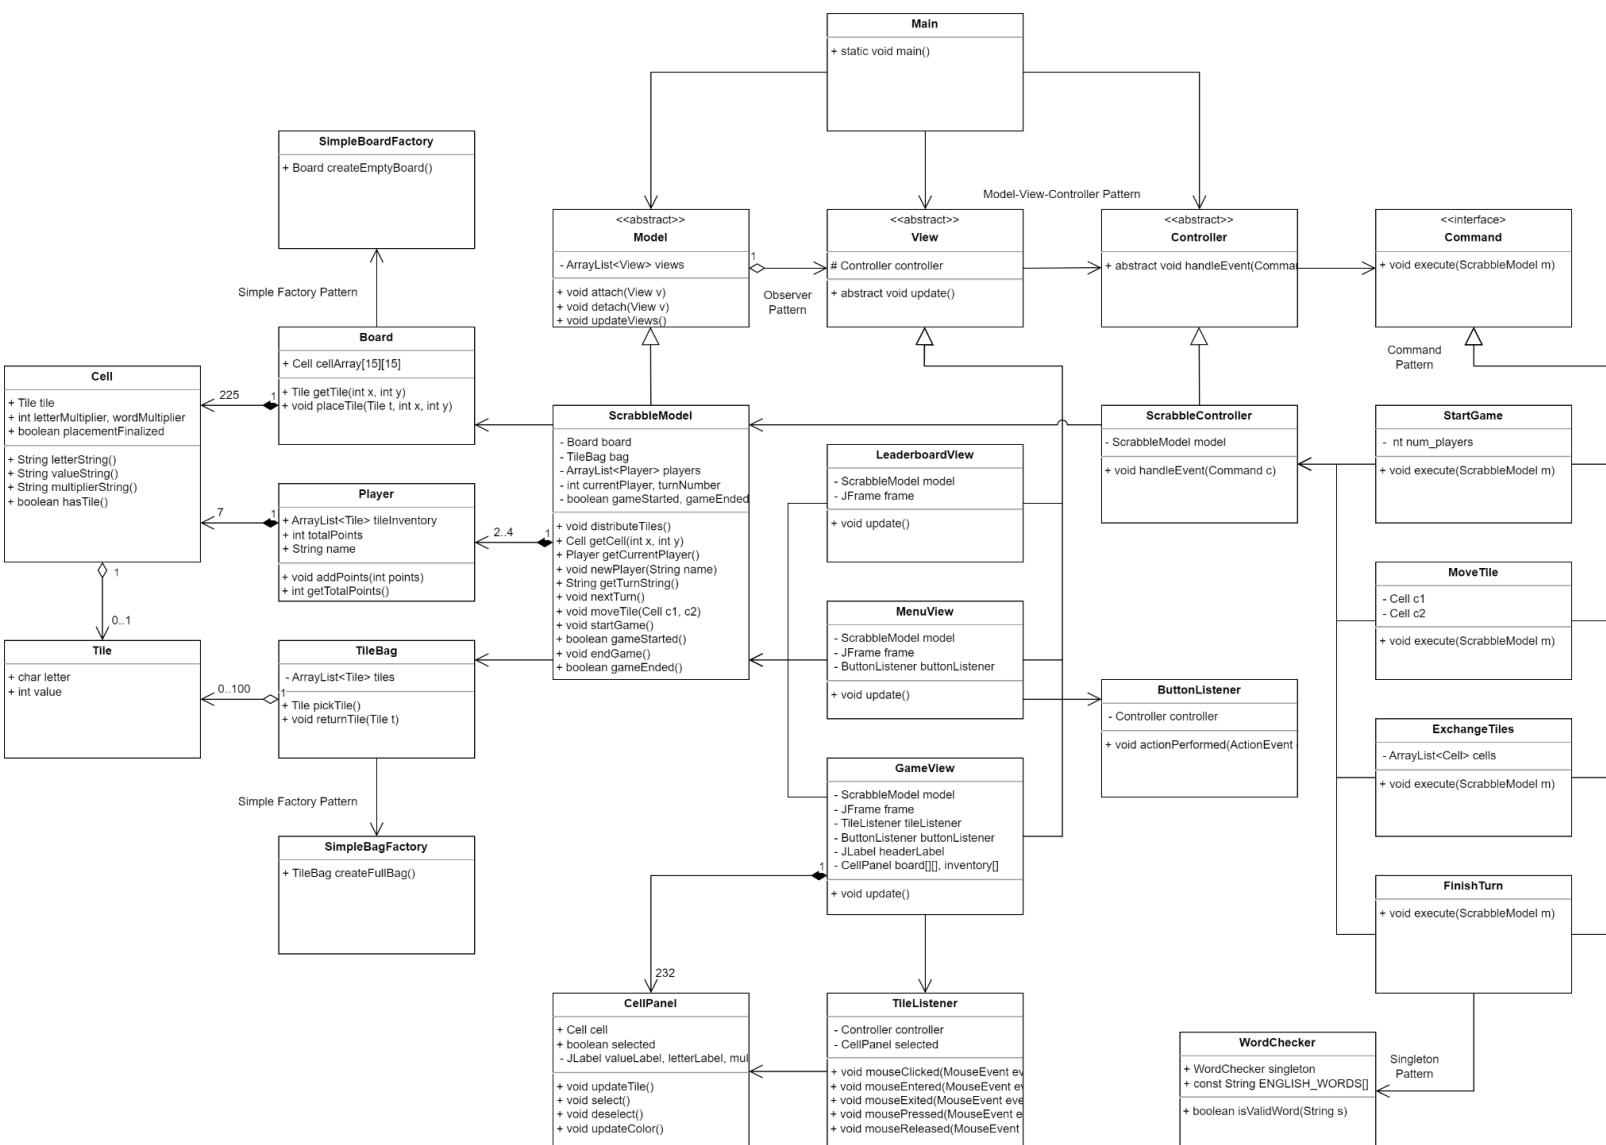 Main
+ static void main()
SimpleBoardFactory
+ Board createEmptyBoard()
Simple Factory Pattern
Model-View-Controller Pattern
<<abstract>>
Model
- ArrayList<View> views
+ void attach(View v)
+ void detach(View v)
+ void updateViews()
1
Observer
Pattern
<<abstract>>
View
# Controller controller
+ abstract void update()
<<abstract>>
Controller
+ abstract void handleEvent(Comma
<<interface>>
Command
+ void execute(ScrabbleModel m)
Command
Pattern
Board
+ Cell cellArray[15][15]
+ Tile getTile(int x, int y)
+ void placeTile(Tile t, int x, int y)
1
225
Cell
+ Tile tile
+ int letterMultiplier, wordMultiplier
+ boolean placementFinalized
+ String letterString()
+ String valueString()
+ String multiplierString()
+ boolean hasTile()
1
0..1
Player
+ ArrayList<Tile> tileInventory
+ int totalPoints
+ String name
+ void addPoints(int points)
+ int getTotalPoints()
1
7
ScrabbleModel
- Board board
- TileBag bag
- ArrayList<Player> players
- int currentPlayer, turnNumber
- boolean gameStarted, gameEnded
+ void distributeTiles()
+ Cell getCell(int x, int y)
+ Player getCurrentPlayer()
+ void newPlayer(String name)
+ String getTurnString()
+ void nextTurn()
+ void moveTile(Cell c1, c2)
+ void startGame()
+ boolean gameStarted()
+ void endGame()
+ boolean gameEnded()
1
2..4
LeaderboardView
- ScrabbleModel model
- JFrame frame
+ void update()
ScrabbleController
- ScrabbleModel model
+ void handleEvent(Command c)
StartGame
- nt num_players
+ void execute(ScrabbleModel m)
MoveTile
- Cell c1
- Cell c2
+ void execute(ScrabbleModel m)
MenuView
- ScrabbleModel model
- JFrame frame
- ButtonListener buttonListener
+ void update()
Tile
+ char letter
+ int value
TileBag
- ArrayList<Tile> tiles
+ Tile pickTile()
+ void returnTile(Tile t)
1
0..100
ButtonListener
- Controller controller
+ void actionPerformed(ActionEvent
ExchangeTiles
- ArrayList<Cell> cells
+ void execute(ScrabbleModel m)
GameView
- ScrabbleModel model
- JFrame frame
- TileListener tileListener
- ButtonListener buttonListener
- JLabel headerLabel
- CellPanel board[][], inventory[]
+ void update()
1
232
Simple Factory Pattern
SimpleBagFactory
+ TileBag createFullBag()
FinishTurn
+ void execute(ScrabbleModel m)
CellPanel
+ Cell cell
+ boolean selected
- JLabel valueLabel, letterLabel, mul
+ void updateTile()
+ void select()
+ void deselect()
+ void updateColor()
TileListener
- Controller controller
- CellPanel selected
+ void mouseClicked(MouseEvent ev
+ void mouseEntered(MouseEvent ev
+ void mouseExited(MouseEvent eve
+ void mousePressed(MouseEvent e
+ void mouseReleased(MouseEvent
WordChecker
+ WordChecker singleton
+ const String ENGLISH_WORDS[]
+ boolean isValidWord(String s)
Singleton
Pattern